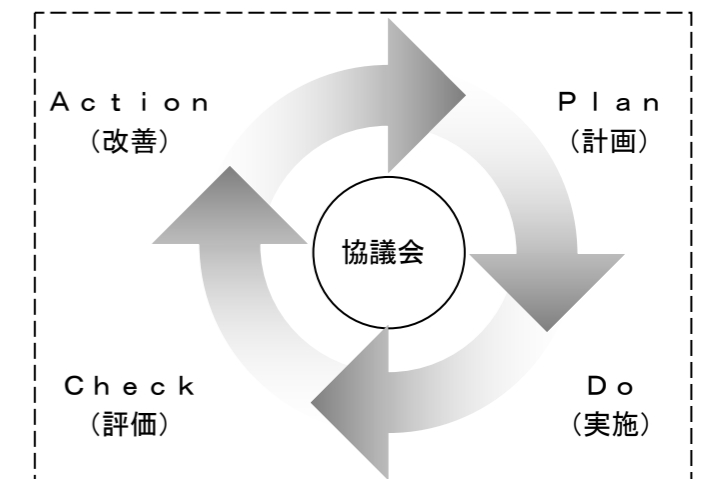 Ａｃｔｉｏｎ
（改善）
Ｐｌａｎ
（計画）
協議会
Ｃｈｅｃｋ
（評価）
Ｄｏ
（実施）